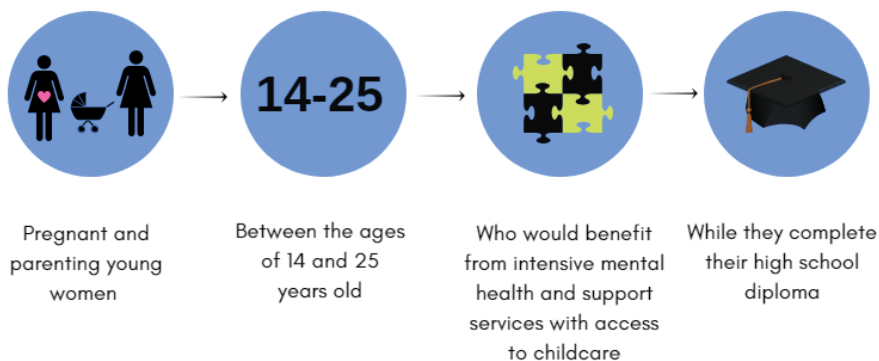 14-25
Pregnant and
parenting young
women
Between the ages
of 14 and 25
years old
Who would benefit
from intensive mental
health and support
services with access
to childcare
While they complete
their high school
diploma